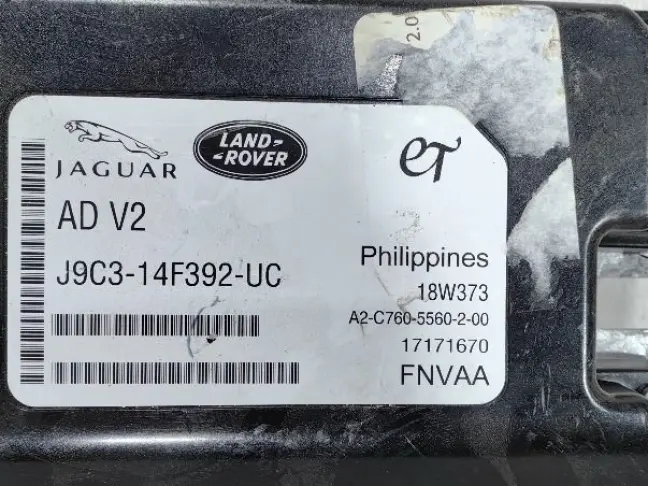 2.0
JAGUAR
LAND-
-ROVER
AD V2
J9C3-14F392-UC
Philippines
18W373
A2-C760-5560-2-00
17171670
FNVAA